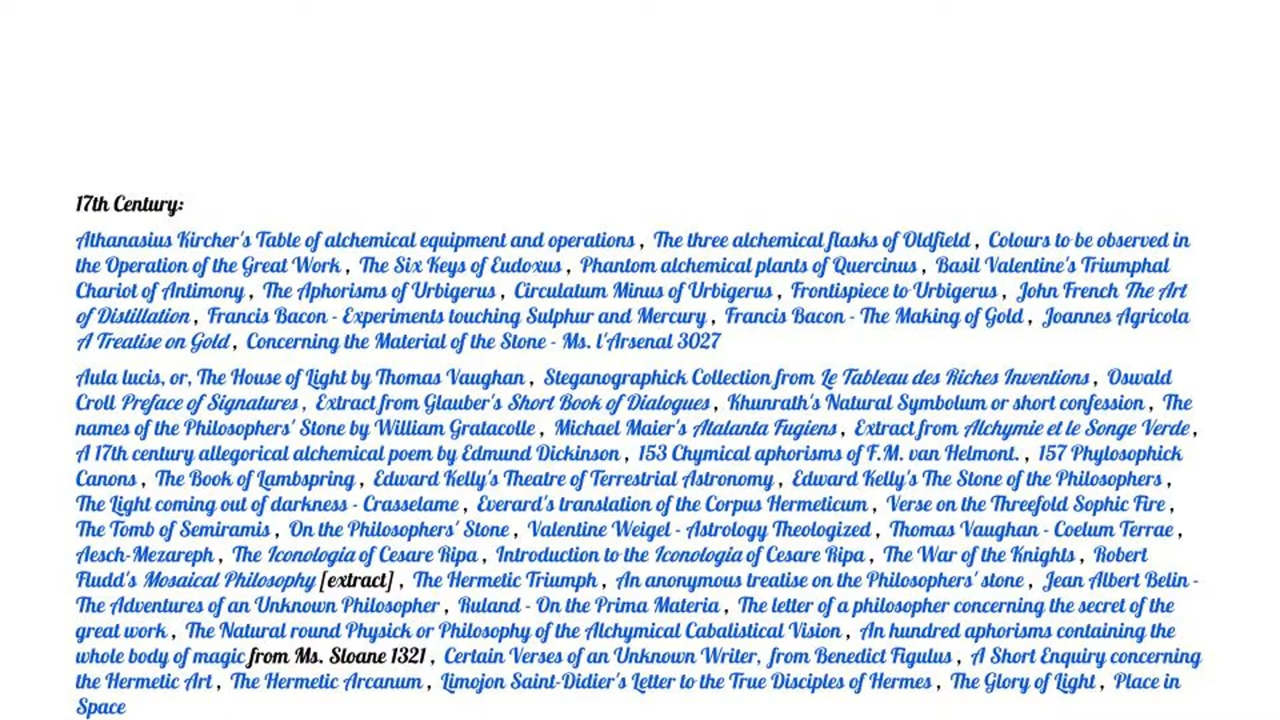 17th Century:
Athanasius Kircher's Table of alchemical equipment and operations , The three alchemical flasks of Oldfield , Colours to be observed in
the Operation of the Great Work , The Six Keys of Eudoxus , Phantom alchemical plants of Quercinus , Basil Valentine's Triumphal
Chariot of Antimony , The Aphorisms of Urbigerus , Circulatum Minus of Urbigerus , Frontispiece to Urbigerus , John French The Art
of Distillation , Francis Bacon - Experiments touching Sulphur and Mercury , Francis Bacon - The Making of Gold , Joannes Agricola
A Treatise on Gold , Concerning the Material of the Stone - Ms. l'Arsenal 3027
Aula lucis, or, The House of Light by Thomas Vaughan , Steganographick Collection from Le Tableau des Riches Inventions , Oswald
Croll Preface of Signatures , Extract from Glauber's Short Book of Dialogues , Khunrath's Natural Symbolum or short confession , The
names of the Philosophers' Stone by William Gratacolle , Michael Maier's Atalanta Fugiens , Extract from Alchymie et le Songe Verde ,
A 17th century allegorical alchemical poem by Edmund Dickinson , 153 Chymical aphorisms of F.M. van Helmont. , 157 Phylosophick
Canons , The Book of Lambspring , Edward Kelly's Theatre of Terrestrial Astronomy , Edward Kelly's The Stone of the Philosophers ,
The Light coming out of darkness - Crasselame , Everard's translation of the Corpus Hermeticum , Verse on the Threefold Sophic Fire ,
The Tomb of Semiramis , On the Philosophers' Stone , Valentine Weigel - Astrology Theologized , Thomas Vaughan - Coelum Terrae ,
Aesch-Mezareph , The Iconologia of Cesare Ripa , Introduction to the Iconologia of Cesare Ripa , The War of the Knights , Robert
Fludd's Mosaical Philosophy [extract] , The Hermetic Triumph , An anonymous treatise on the Philosophers' stone , Jean Albert Belin -
The Adventures of an Unknown Philosopher , Ruland - On the Prima Materia , The letter of a philosopher concerning the secret of the
great work , The Natural round Physick or Philosophy of the Alchymical Cabalistical Vision , An hundred aphorisms containing the
whole body of magic from Ms. Sloane 1321 , Certain Verses of an Unknown Writer, from Benedict Figulus , A Short Enquiry concerning
the Hermetic Art , The Hermetic Arcanum , Limojon Saint-Didier's Letter to the True Disciples of Hermes , The Glory of Light , Place in
Space